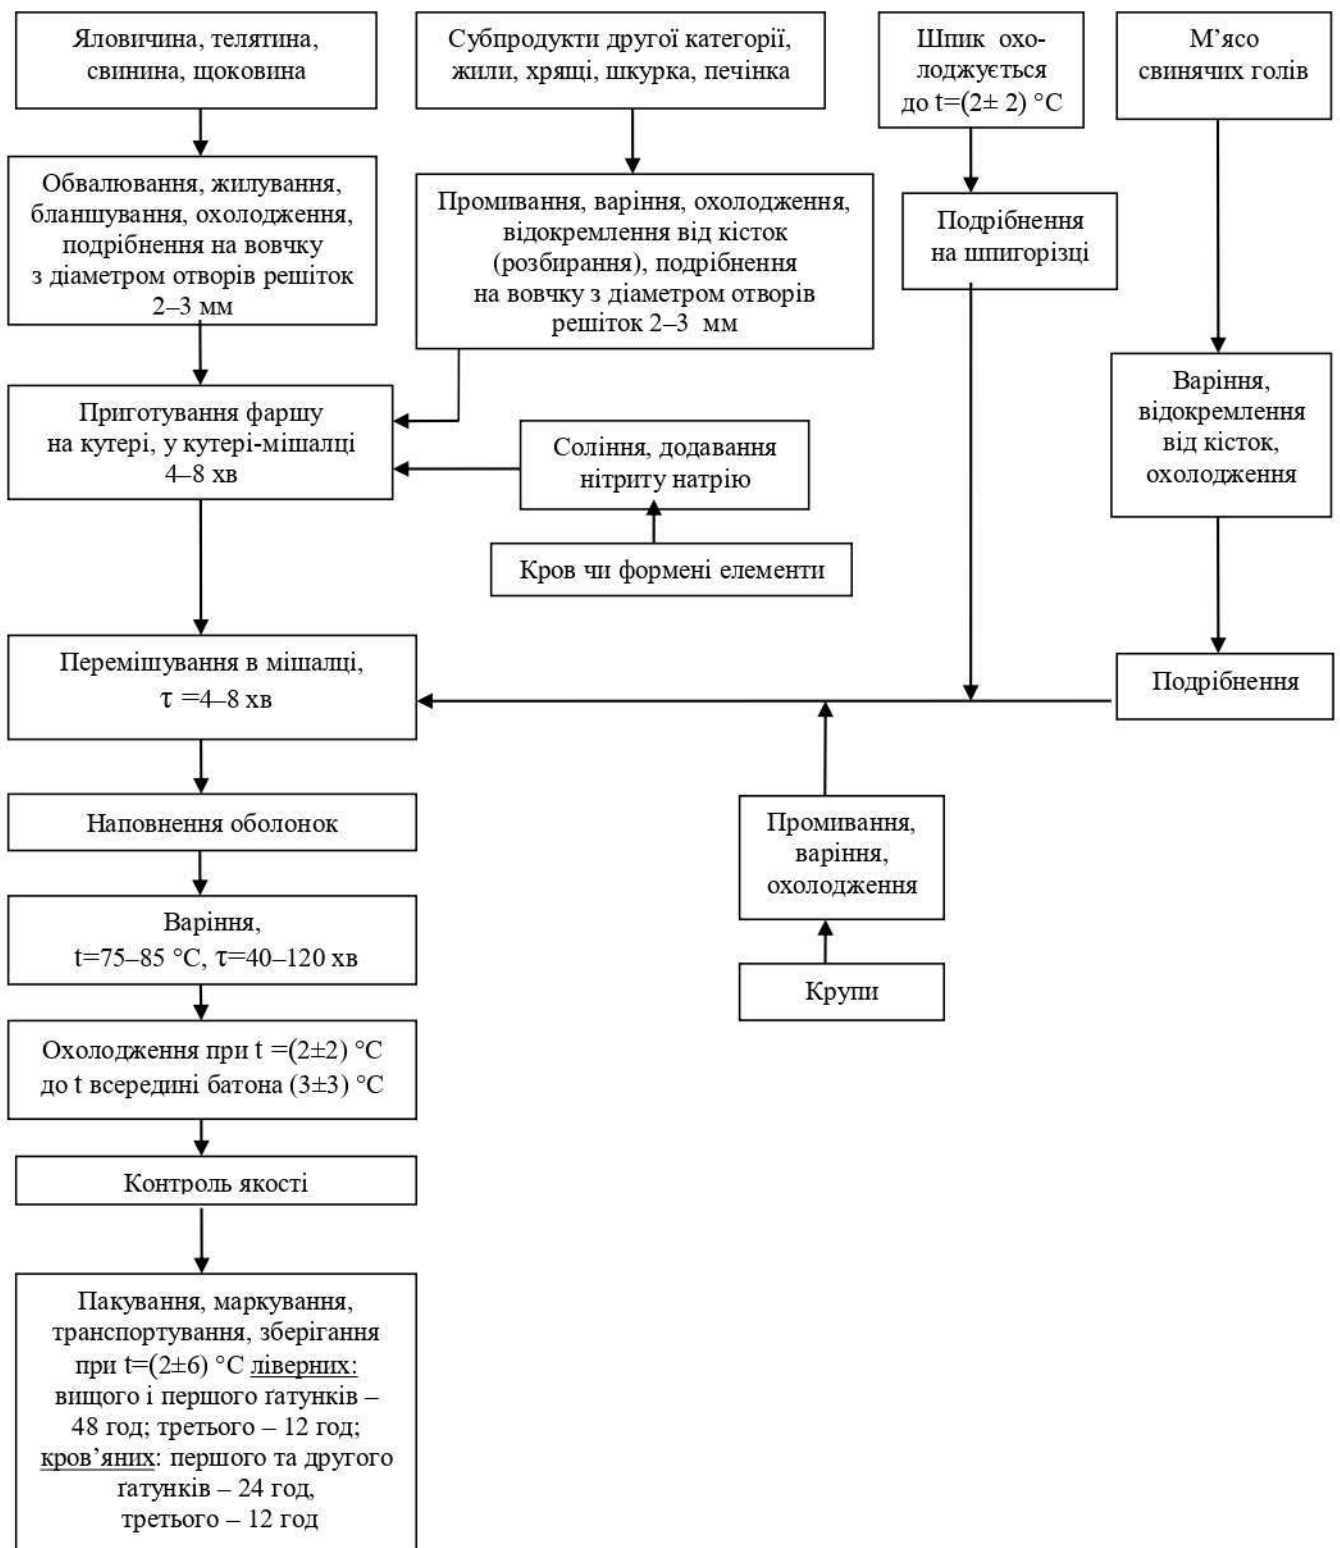 Яловичина, телятина,
свинина, щоковина
Субпродукти другої категорії,
жили, хрящі, шкурка, печінка
Шпик охо-
лоджується
до t=(2± 2) °С
М’ясо
свинячих голів
Обвалювання, жилування,
бланшування, охолодження,
подрібнення на вовчку
з діаметром отворів решіток
2–3 мм
Промивання, варіння, охолодження,
відокремлення від кісток
(розбирання), подрібнення
на вовчку з діаметром отворів
решіток 2–3 мм
Подрібнення
на шпигорізці
Варіння,
відокремлення
від кісток,
охолодження
Приготування фаршу
на кутері, у кутері-мішалці
4–8 хв
Соління, додавання
нітриту натрію
Кров чи формені елементи
Перемішування в мішалці,
τ =4–8 хв
Подрібнення
Наповнення оболонок
Промивання,
варіння,
охолодження
Варіння,
t=75–85 °С, τ=40–120 хв
Крупи
Охолодження при t =(2±2) °С
до t всередині батона (3±3) °С
Контроль якості
Пакування, маркування,
транспортування, зберігання
при t=(2±6) °С ліверних:
вищого і першого ґатунків –
48 год; третього – 12 год;
кров’яних: першого та другого
ґатунків – 24 год,
третього – 12 год